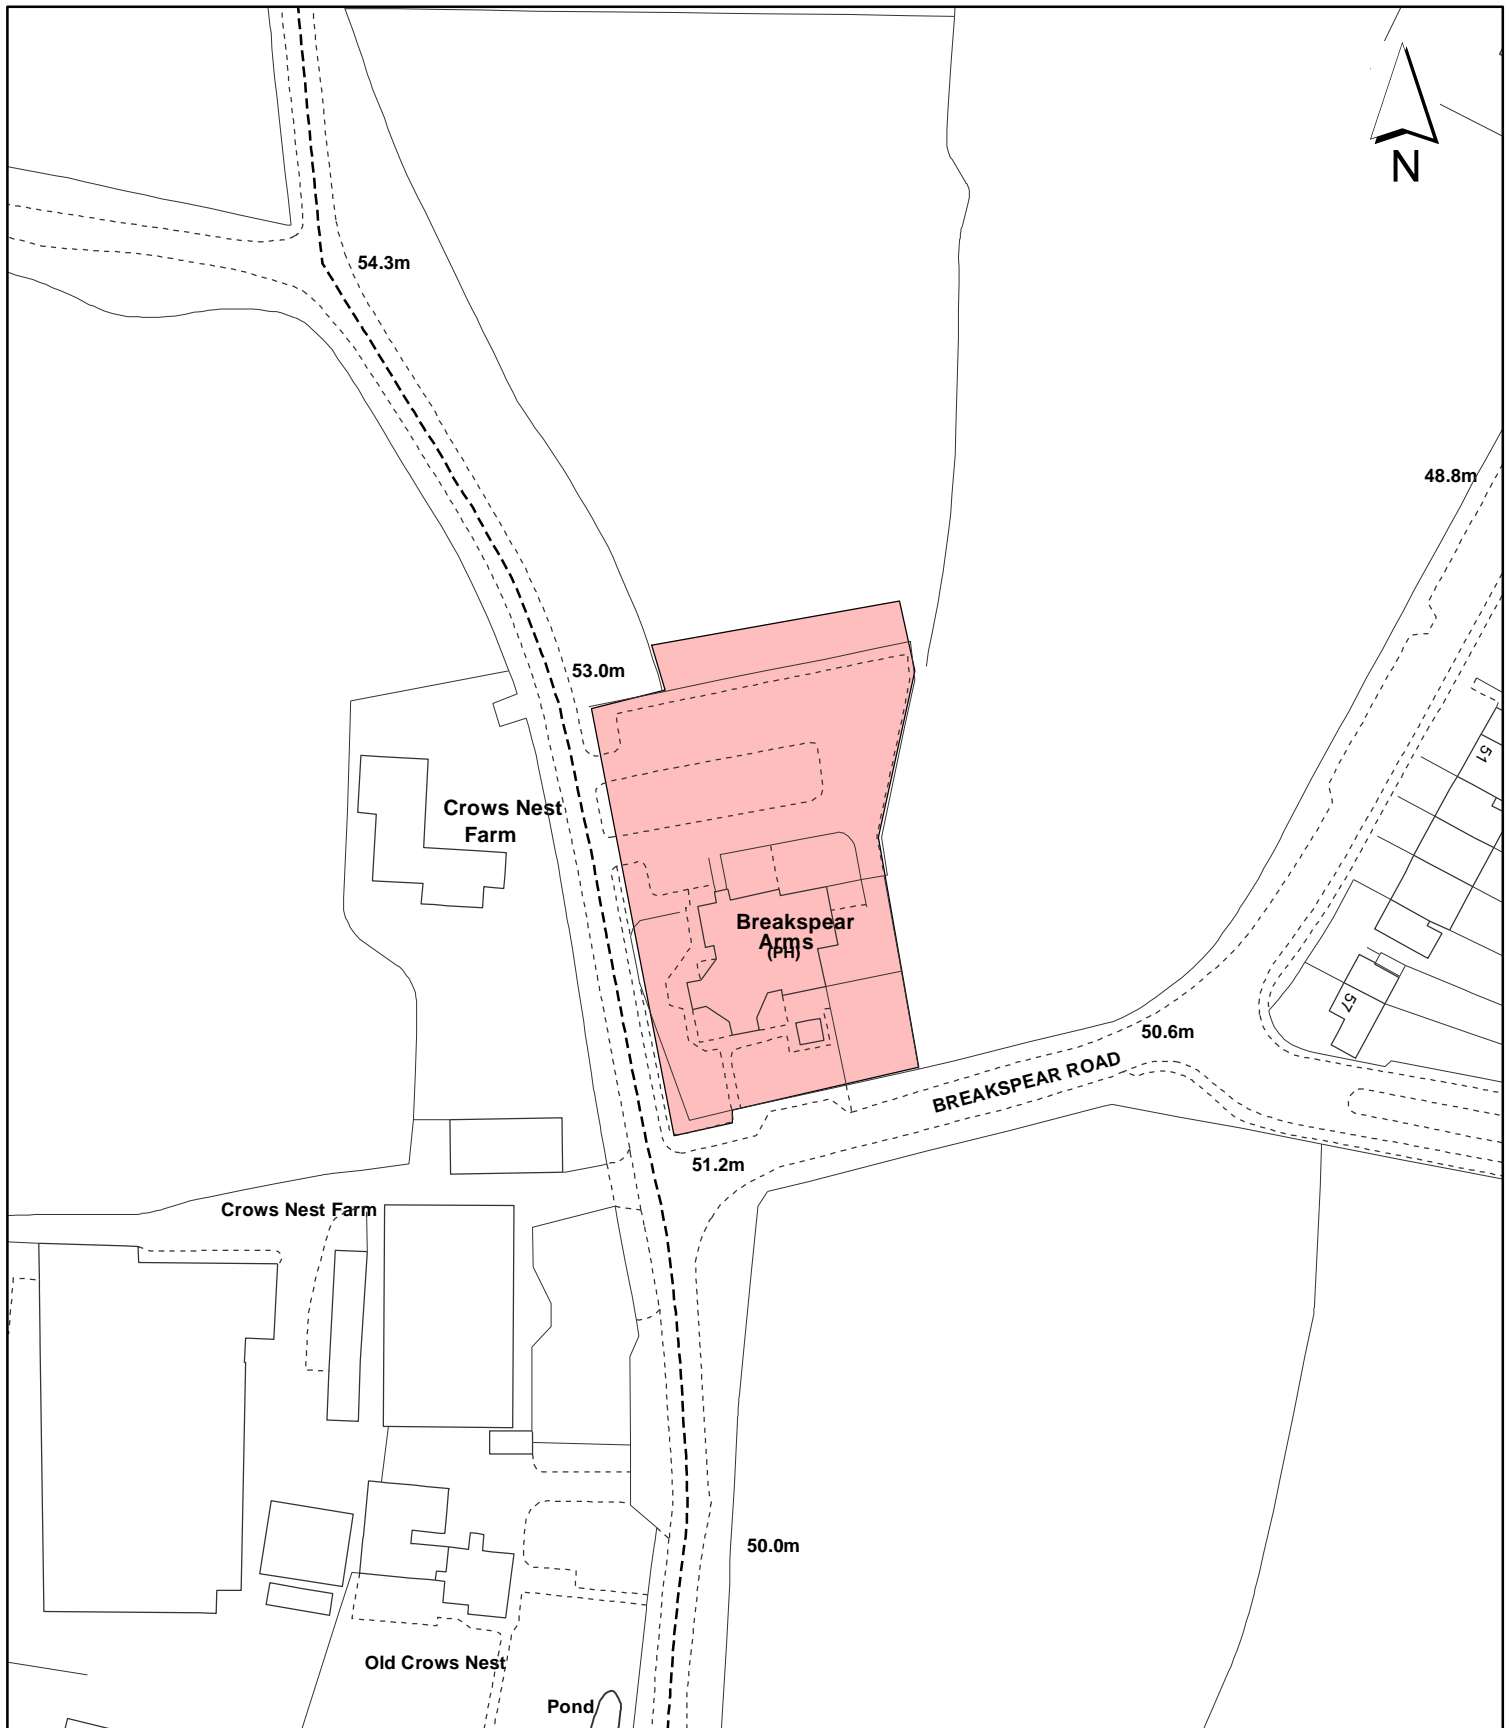 N
54.3m
48.8m
53.0m
51
Crows Nest
Farm
Breakspear
Arms
(PH)
57
50.6m
BREAKSPEAR ROAD
51.2m
Crows Nest Farm
50.0m
Old Crows Nest
Pond